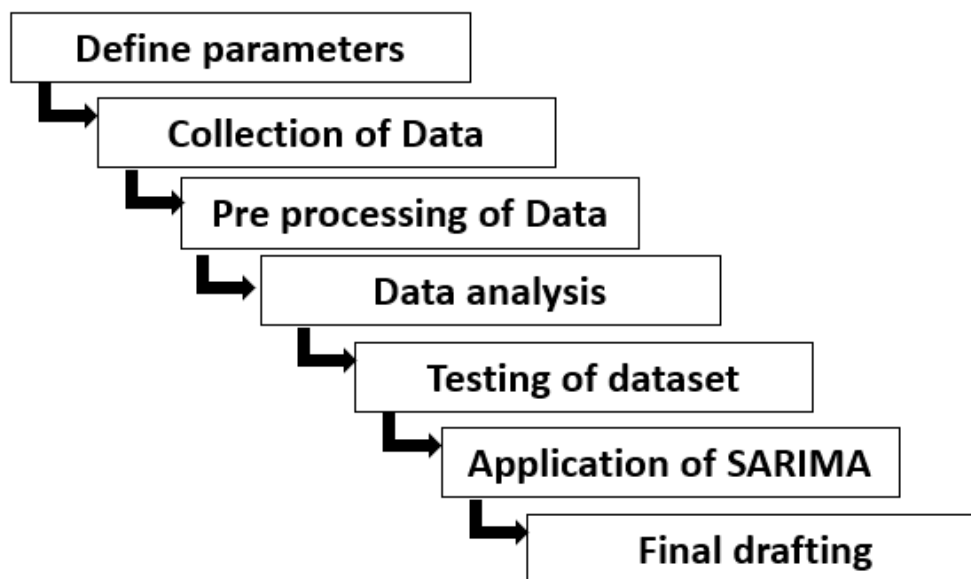 Define parameters
Collection of Data
Pre processing of Data
Data analysis
Testing of dataset
Application of SARIMA
Final drafting